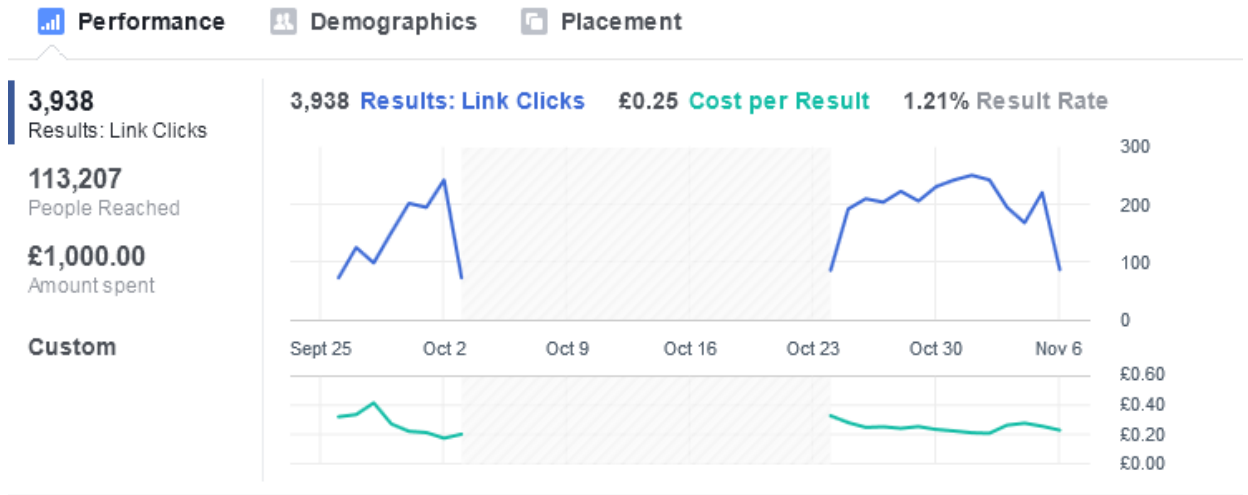 Performance Demographics Placement
3,938
Results: Link Clicks
113,207
People Reached
£1,000.00
Amount spent
Custom
3,938 Results: Link Clicks £0.25 Cost per Result 1.21% Result Rate
300
200
100
0
Sept 25 Oct 2 Oct 9 Oct 16 Oct 23 Oct 30 Nov 6
£0.60
£0.40
£0.20
£0.00